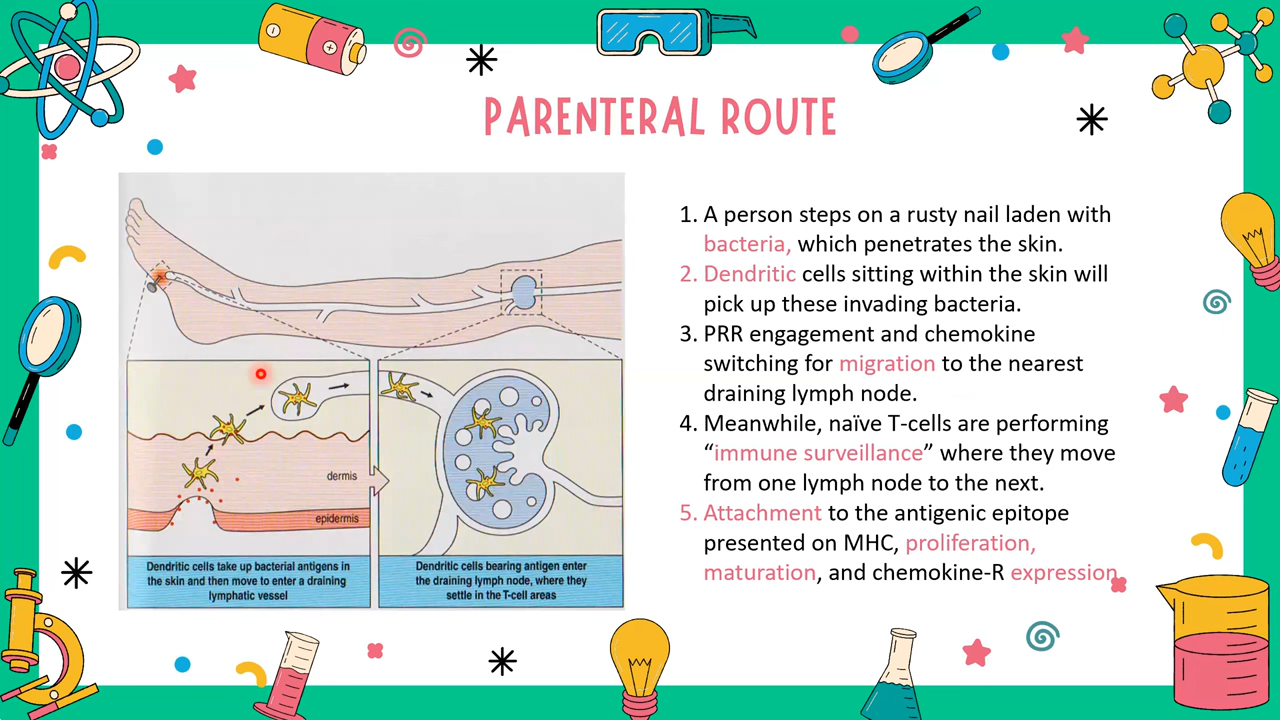 PARENTERAL ROUTE
dermis
epidermis
Dendritic cells take up bacterial antigens in
the skin and then move to enter a draining
lymphatic vessel
Dendritic cells bearing antigen enter
the draining lymph node, where they
settle in the T-cell areas
1. A person steps on a rusty nail laden with
bacteria, which penetrates the skin.
2. Dendritic cells sitting within the skin will
pick up these invading bacteria.
3. PRR engagement and chemokine
switching for migration to the nearest
draining lymph node.
4. Meanwhile, naïve T-cells are performing
“immune surveillance” where they move
from one lymph node to the next.
5. Attachment to the antigenic epitope
presented on MHC, proliferation,
maturation, and chemokine-R expression.